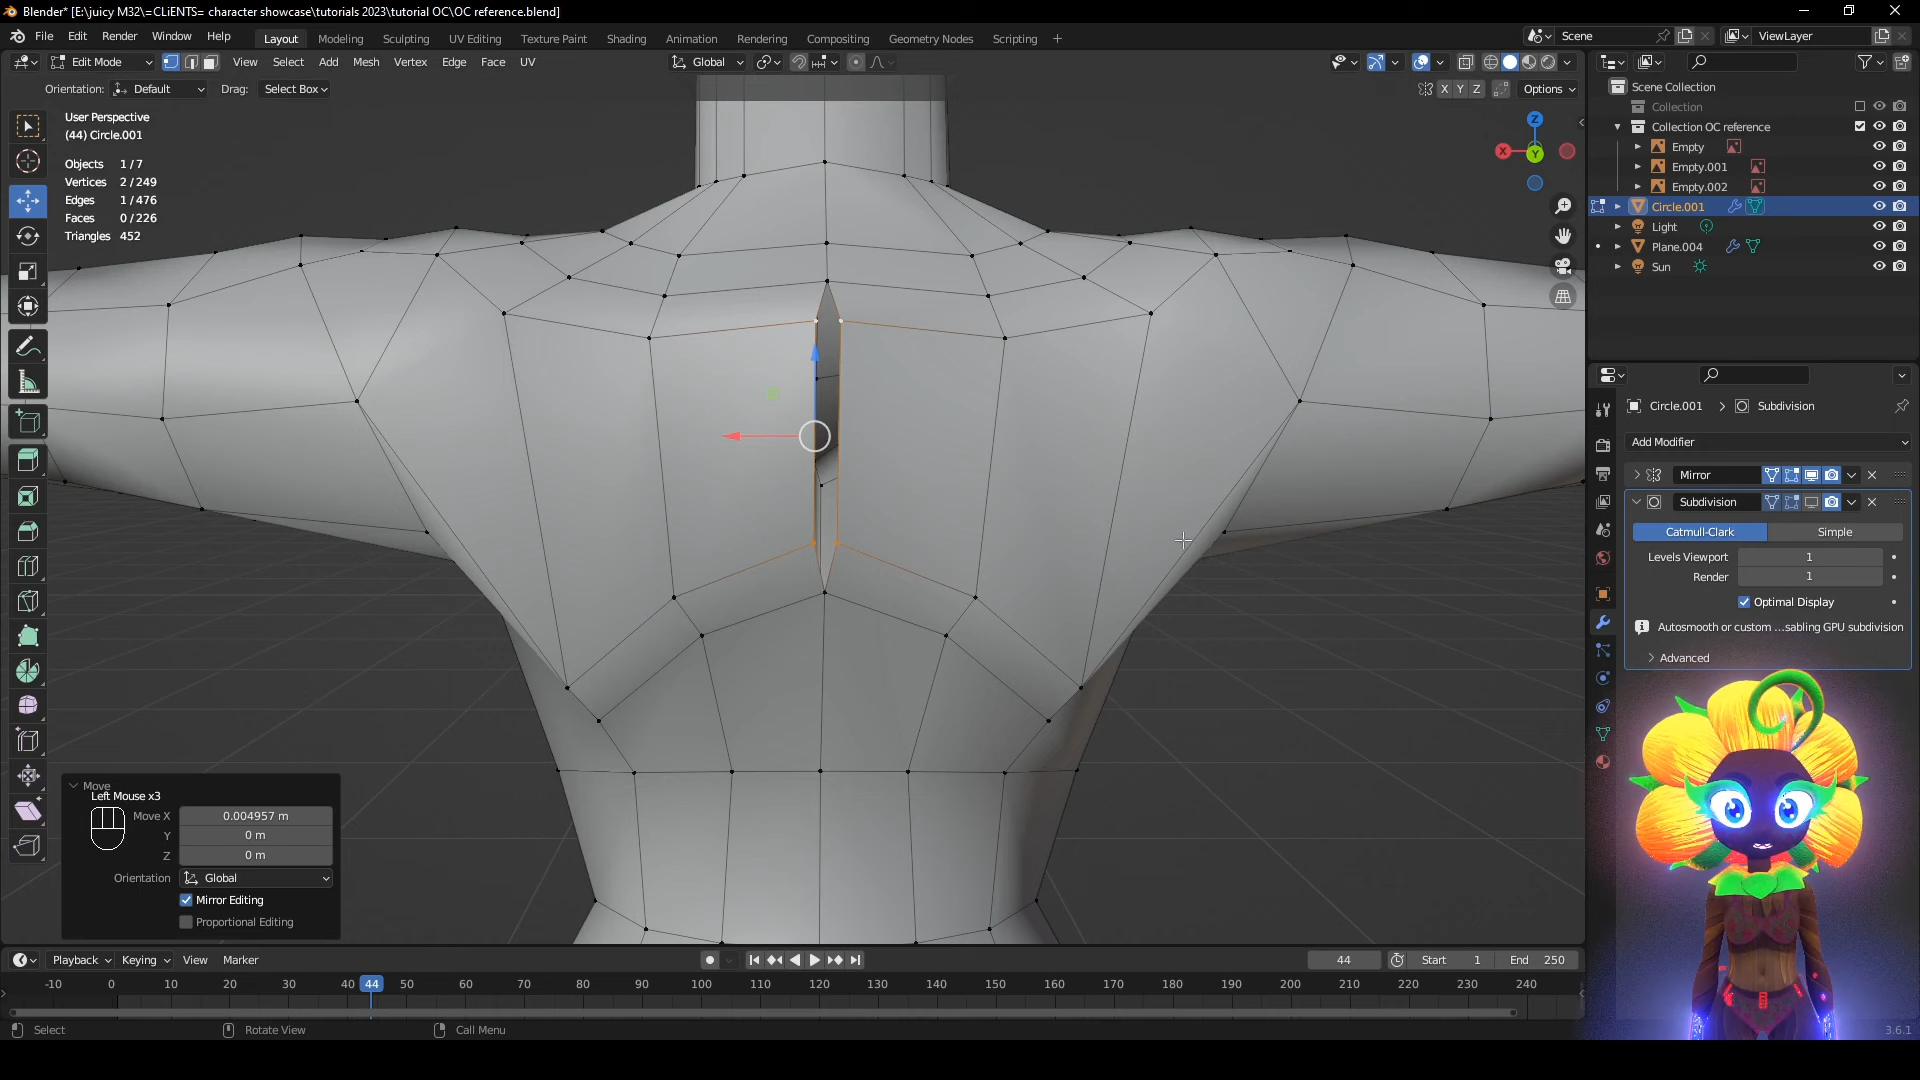 Blender* [E:\juicy M32\=CLiENTS= character showcase\tutorials 2023\tutorial OC\OC reference.blend]
File Edit Render Window Help Layout Modeling Sculpting UV Editing Texture Paint Shading Animation Rendering Compositing Geometry Nodes Scripting + Scene ViewLayer
Edit Mode View Select Add Mesh Vertex Edge Face UV Global
Orientation: Default Drag: Select Box X Y Z Options
User Perspective
(44) Circle.001
Objects 1/7
Vertices 2/249
Edges 1/476
Faces 0/226
Triangles 452
Z
X
Y
Scene Collection
Collection
Collection OC reference
Empty
Empty.001
Empty.002
Circle.001
Light
Plane.004
Sun
Circle.001 Subdivision
Add Modifier
Mirror
Subdivision
Catmull-Clark Simple
Levels Viewport 1
Render 1
Optimal Display
Autosmooth or custom ...sabling GPU subdivision
Advanced
Move
Left Mouse x3
Move X 0.004957 m
Y 0 m
Z 0 m
Orientation Global
Mirror Editing
Proportional Editing
Playback Keying View Marker 44 Start 1 End 250
-10 0 10 20 30 40 44 50 60 70 80 90 100 110 120 130 140 150 160 170 180 190 200 210 220 230 240
Select Rotate View Call Menu 3.6.1